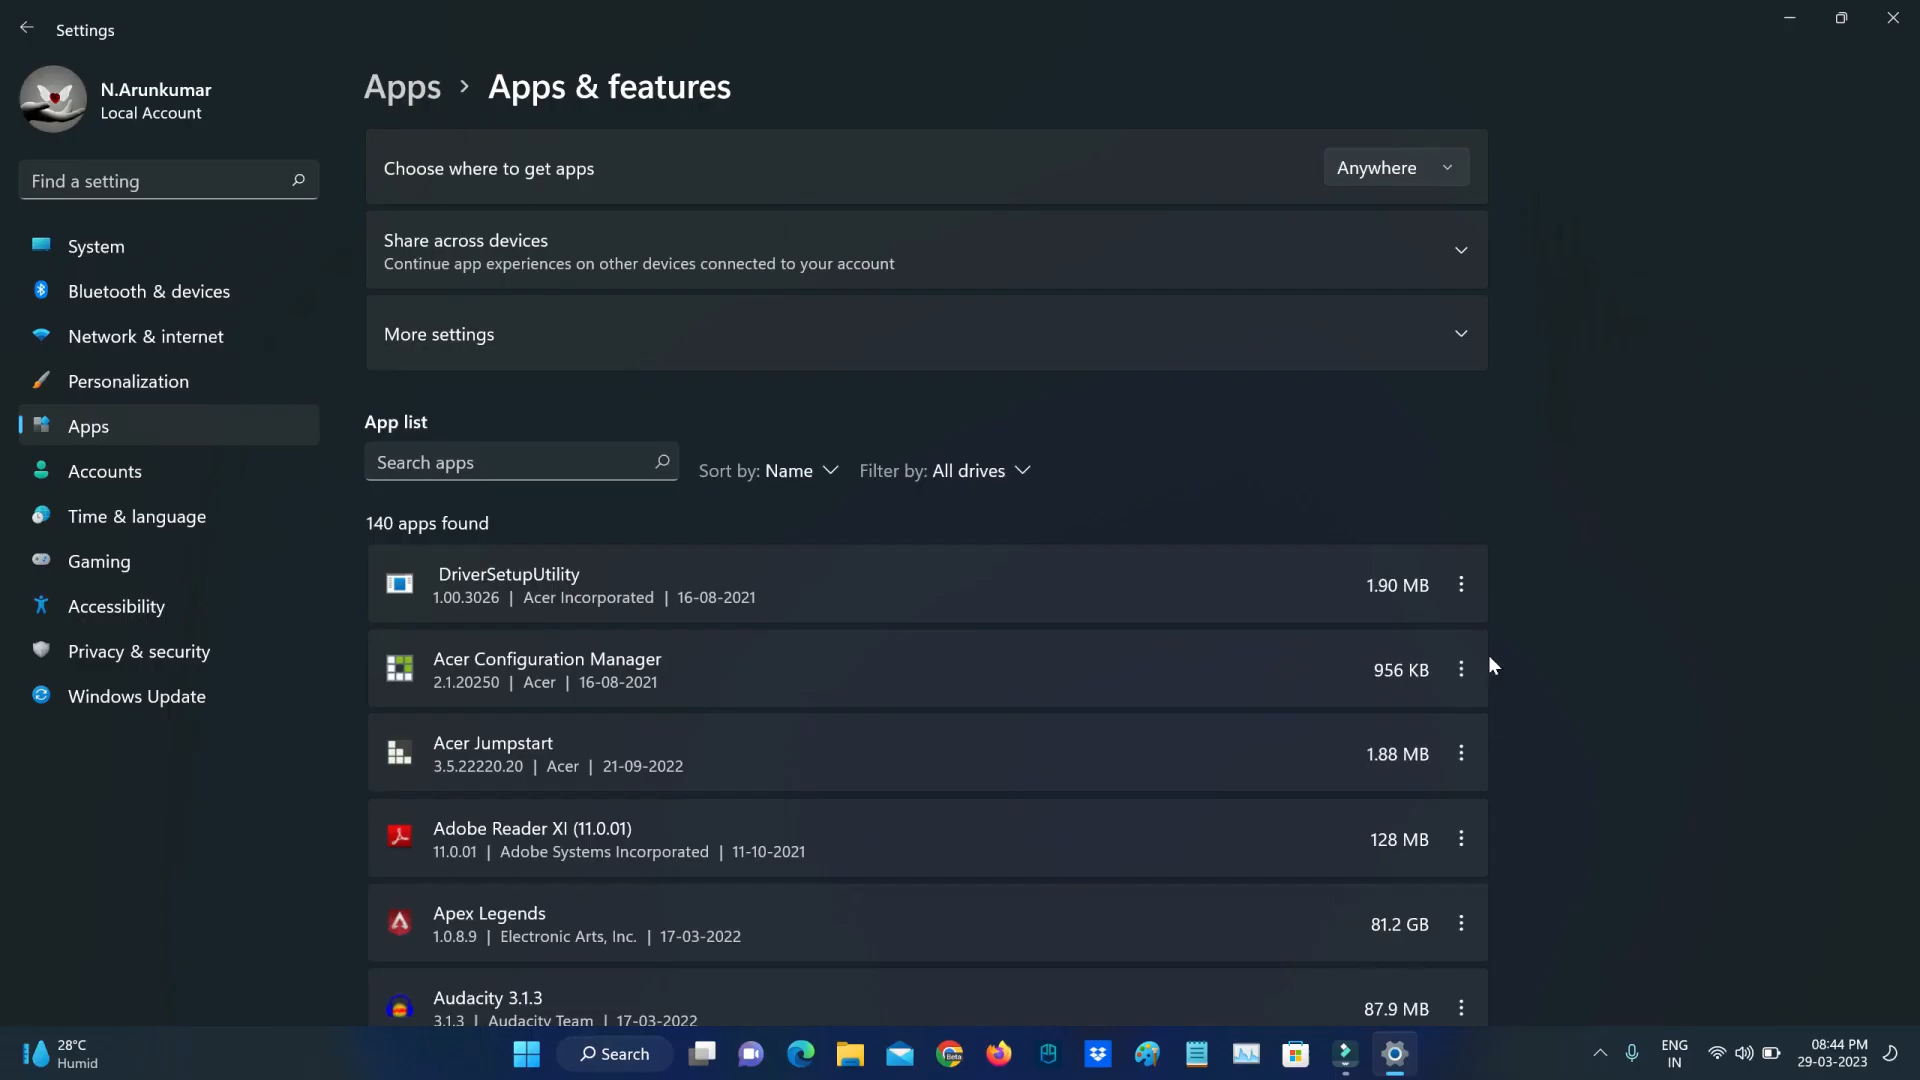 Settings
N.Arunkumar
Local Account
Find a setting
System
Bluetooth & devices
Network & internet
Personalization
Apps
Accounts
Time & language
Gaming
Accessibility
Privacy & security
Windows Update
Apps > Apps & features
Choose where to get apps
Anywhere
Share across devices
Continue app experiences on other devices connected to your account
More settings
App list
Search apps
Sort by: Name
Filter by: All drives
140 apps found
DriverSetupUtility
1.00.3026 | Acer Incorporated | 16-08-2021
1.90 MB
Acer Configuration Manager
2.1.20250 | Acer | 16-08-2021
956 KB
Acer Jumpstart
3.5.22220.20 | Acer | 21-09-2022
1.88 MB
Adobe Reader XI (11.0.01)
11.0.01 | Adobe Systems Incorporated | 11-10-2021
128 MB
Apex Legends
1.0.8.9 | Electronic Arts, Inc. | 17-03-2022
81.2 GB
Audacity 3.1.3
3.1.3 | Audacity Team | 17-03-2022
87.9 MB
28°C
Humid
Search
Beta
ENG
IN
08:44 PM
29-03-2023